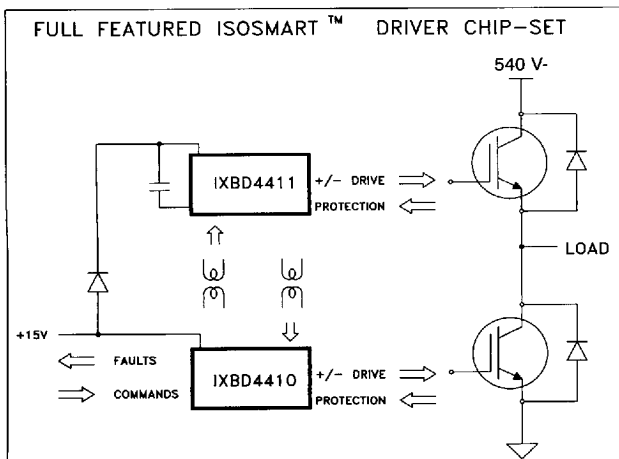 FULL FEATURED ISOSMART ™ DRIVER CHIP-SET
540 V-
IXBD4411
+/- DRIVE
PROTECTION
LOAD
+15V
FAULTS
COMMANDS
IXBD4410
+/- DRIVE
PROTECTION